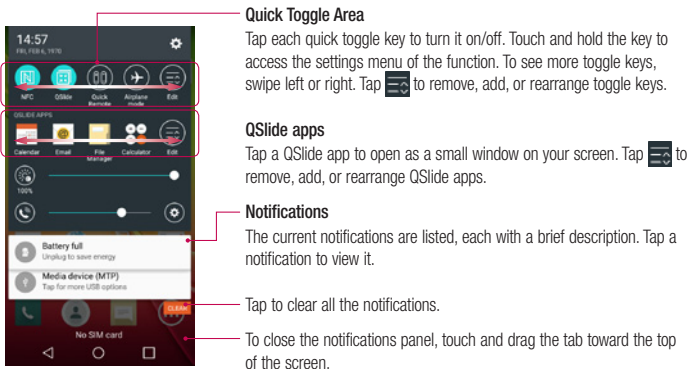 14:57
FRI, FEB 6, 1970
NFC
QSlide
Quick Remote
Airplane mode
Edit
QSLIDE APPS
Calendar
Email
File Manager
Calculator
Edit
100%
Battery full
Unplug to save energy
Media device (MTP)
Tap for more USB options
CLEAR
No SIM card
Quick Toggle Area
Tap each quick toggle key to turn it on/off. Touch and hold the key to
access the settings menu of the function. To see more toggle keys,
swipe left or right. Tap to remove, add, or rearrange toggle keys.
QSlide apps
Tap a QSlide app to open as a small window on your screen. Tap to
remove, add, or rearrange QSlide apps.
Notifications
The current notifications are listed, each with a brief description. Tap a
notification to view it.
Tap to clear all the notifications.
To close the notifications panel, touch and drag the tab toward the top
of the screen.